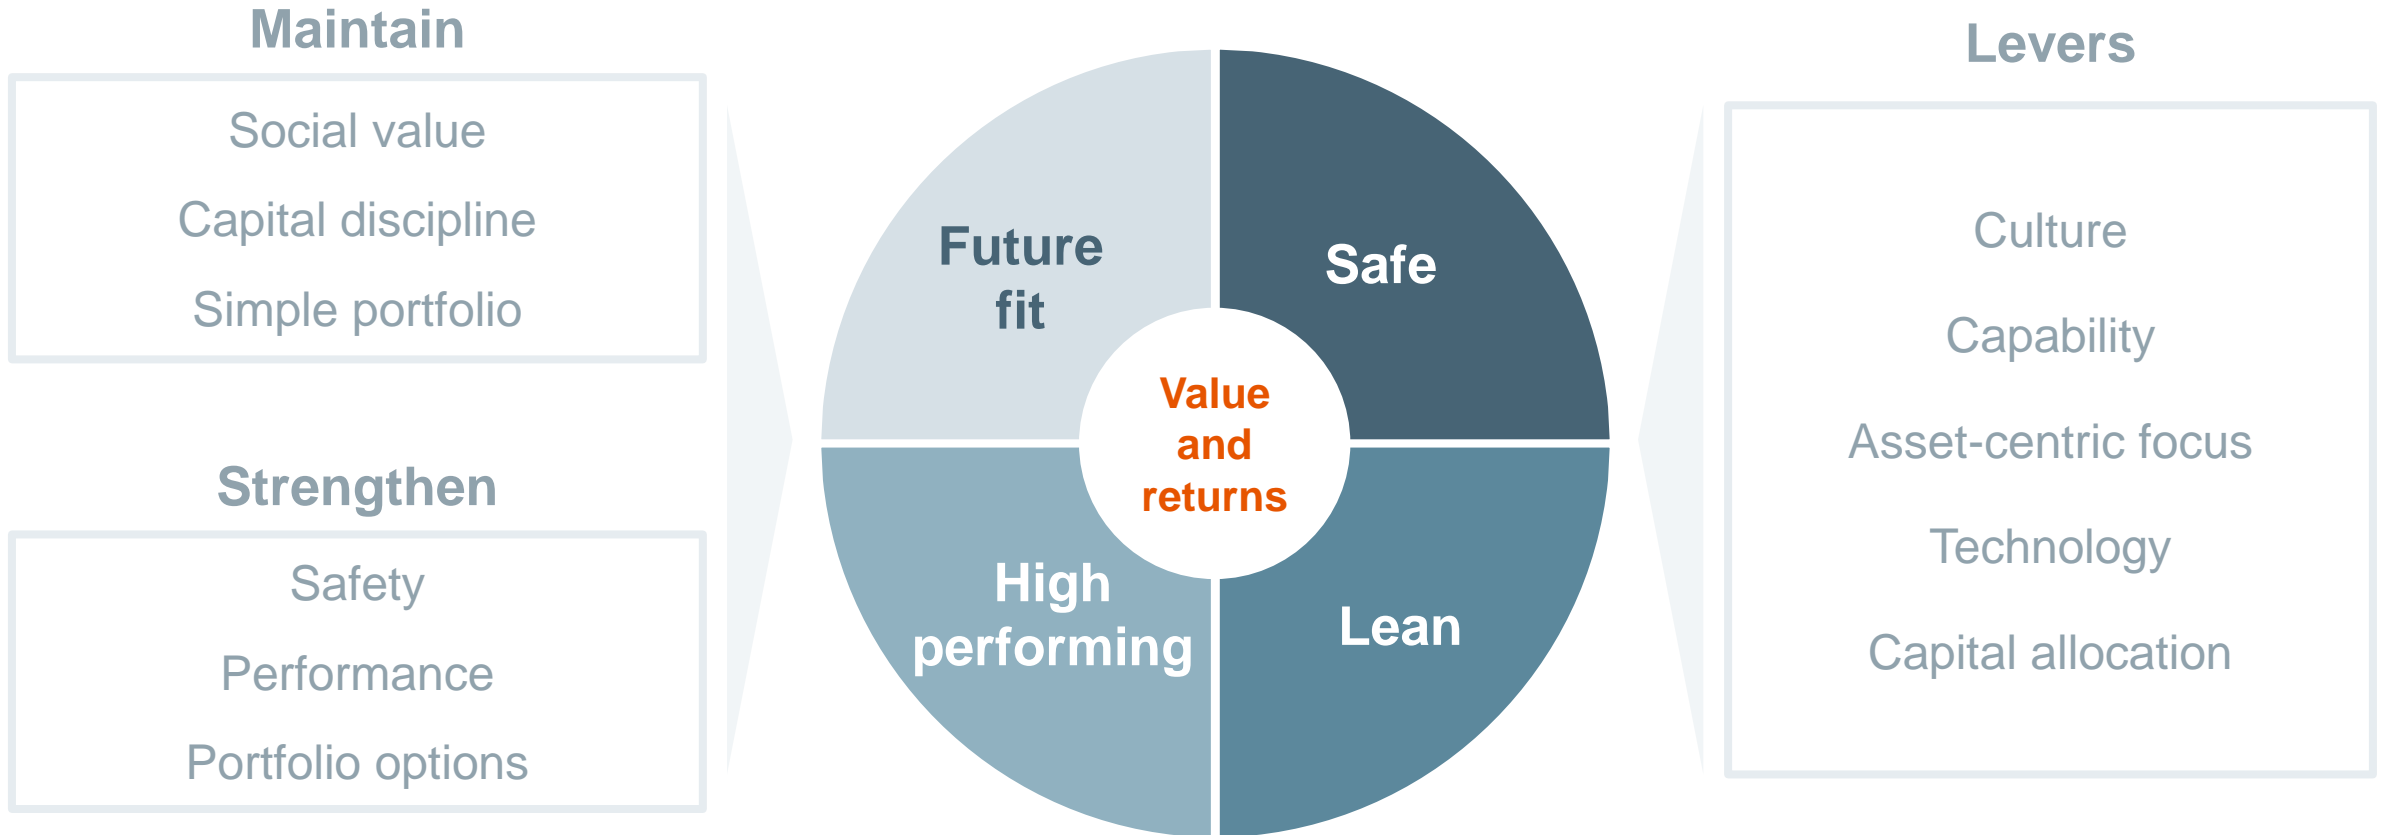 Maintain
Social value
Capital discipline
Simple portfolio
Strengthen
Safety
Performance
Portfolio options
Future
fit
Safe
Value
and
returns
High
performing
Lean
Levers
Culture
Capability
Asset-centric focus
Technology
Capital allocation